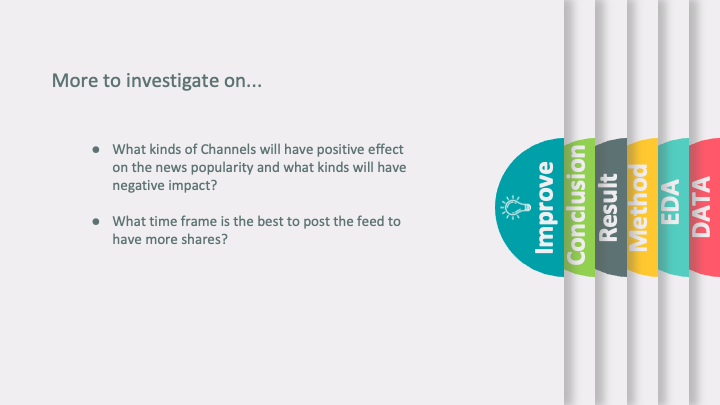 More to investigate on...
● What kinds of Channels will have positive effect
on the news popularity and what kinds will have
negative impact?
● What time frame is the best to post the feed to
have more shares?
Improve
Conclusion
Result
Method
EDA
DATA